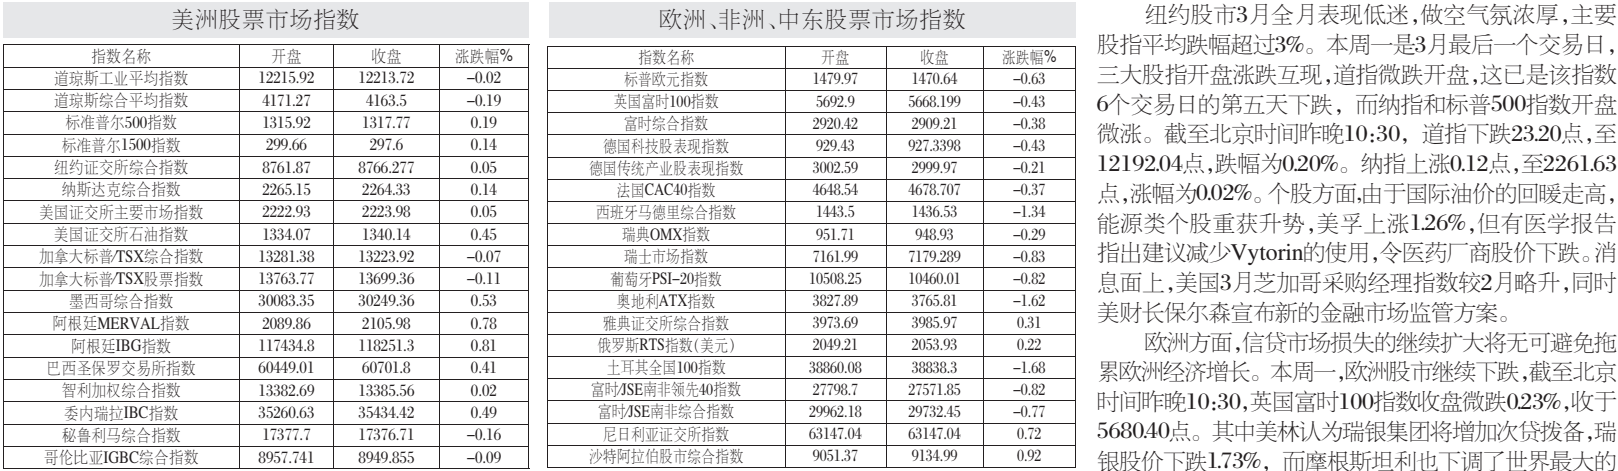 美洲股票市场指数
指数名称 开盘 收盘 涨跌幅%
道琼斯工业平均指数 12215.92 12213.72 -0.02
道琼斯综合平均指数 4171.27 4163.5 -0.19
标准普尔500指数 1315.92 1317.77 0.19
标准普尔1500指数 299.66 297.6 0.14
纽约证交所综合指数 8761.87 8766.277 0.05
纳斯达克综合指数 2265.15 2264.33 0.14
美国证交所主要市场指数 2222.93 2223.98 0.05
美国证交所石油指数 1334.07 1340.14 0.45
加拿大标普/TSX综合指数 13281.38 13223.92 -0.07
加拿大标普/TSX股票指数 13763.77 13699.36 -0.11
墨西哥综合指数 30083.35 30249.36 0.53
阿根廷MERVAL指数 2089.86 2105.98 0.78
阿根廷IBG指数 117434.8 118251.3 0.81
巴西圣保罗交易所指数 60449.01 60701.8 0.41
智利加权综合指数 13382.69 13385.56 0.02
委内瑞拉IBC指数 35260.63 35434.42 0.49
秘鲁利马综合指数 17377.7 17376.71 -0.16
哥伦比亚IGBC综合指数 8957.741 8949.855 -0.09
欧洲、非洲、中东股票市场指数
指数名称 开盘 收盘 涨跌幅%
标普欧元指数 1479.97 1470.64 -0.63
英国富时100指数 5692.9 5668.199 -0.43
富时综合指数 2920.42 2909.21 -0.38
德国科技股表现指数 929.43 927.3398 -0.43
德国传统产业股表现指数 3002.59 2999.97 -0.21
法国CAC40指数 4648.54 4678.707 -0.37
西班牙马德里综合指数 1443.5 1436.53 -1.34
瑞典OMX指数 951.71 948.93 -0.29
瑞士市场指数 7161.99 7179.289 -0.83
葡萄牙PSI-20指数 10508.25 10460.01 -0.82
奥地利ATX指数 3827.89 3765.81 -1.62
雅典证交所综合指数 3973.69 3985.97 0.31
俄罗斯RTS指数(美元) 2049.21 2053.93 0.22
土耳其全国100指数 38860.08 38838.3 -1.68
富时/JSE南非领先40指数 27798.7 27571.85 -0.82
富时/JSE南非综合指数 29962.18 29732.45 -0.77
尼日利亚证交所指数 63147.04 63147.04 0.72
沙特阿拉伯股市综合指数 9051.37 9134.99 0.92
纽约股市3月全月表现低迷,做空气氛浓厚,主要
股指平均跌幅超过3%。本周一是3月最后一个交易日,
三大股指开盘涨跌互现,道指微跌开盘,这已是该指数
6个交易日的第五天下跌，而纳指和标普500指数开盘
微涨。截至北京时间昨晚10:30，道指下跌23.20点,至
12192.04点,跌幅为0.20%。纳指上涨0.12点,至2261.63
点,涨幅为0.02%。个股方面,由于国际油价的回暖走高,
能源类个股重获升势,美孚上涨1.26%,但有医学报告
指出建议减少Vytorin的使用,令医药厂商股价下跌。消
息面上,美国3月芝加哥采购经理指数较2月略升,同时
美财长保尔森宣布新的金融市场监管方案。
欧洲方面,信贷市场损失的继续扩大将无可避免拖
累欧洲经济增长。本周一,欧洲股市继续下跌,截至北京
时间昨晚10:30,英国富时100指数收盘微跌0.23%,收于
5680.40点。其中美林认为瑞银集团将增加次贷拨备,瑞
银股价下跌1.73%，而摩根斯坦利也下调了世界最大的